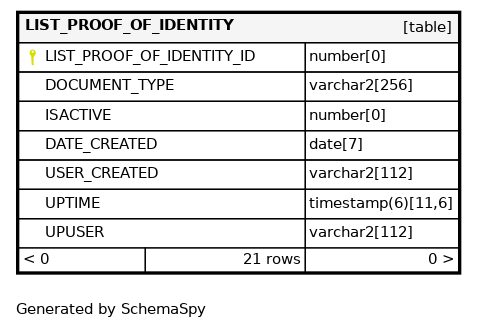 LIST_PROOF_OF_IDENTITY [table]
LIST_PROOF_OF_IDENTITY_ID number[0]
DOCUMENT_TYPE varchar2[256]
ISACTIVE number[0]
DATE_CREATED date[7]
USER_CREATED varchar2[112]
UPTIME timestamp(6)[11,6]
UPUSER varchar2[112]
< 0 21 rows 0 >
Generated by SchemaSpy